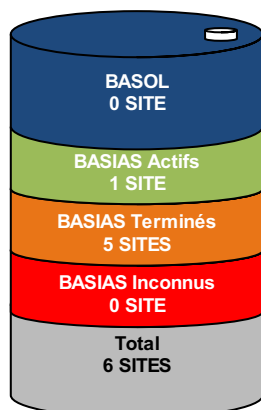 BASOL
0 SITE
BASIAS Actifs
1 SITE
BASIAS Terminés
5 SITES
BASIAS Inconnus
0 SITE
Total
6 SITES